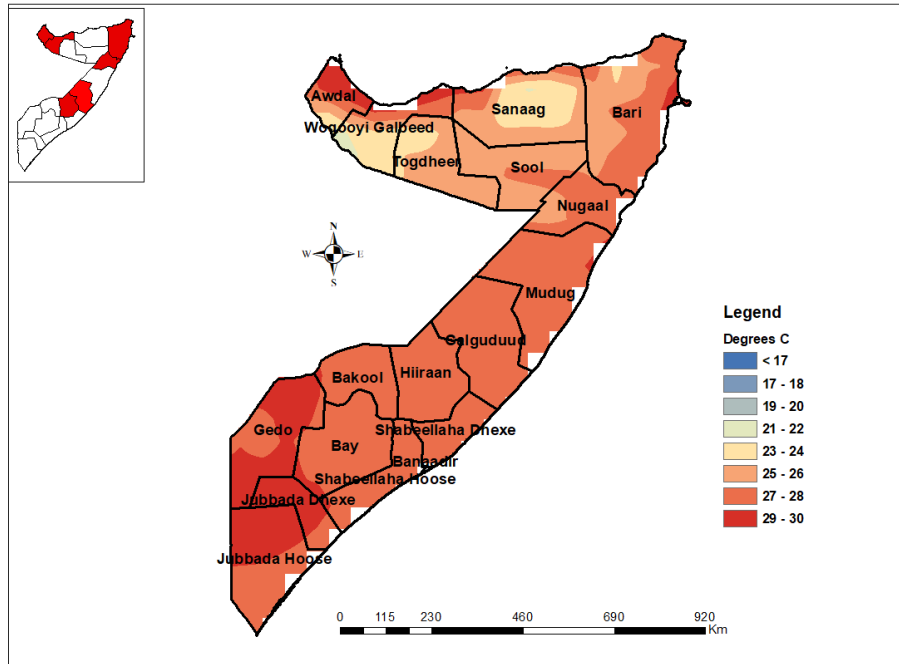 Awdal
Sanaag
Bari
Wogooyi Galbeed
Togdheer
Sool
Nugaal
N
W E
S
Mudug
Galguduud
Hiiraan
Bakool
Gedo
Shabeellaha Dhexe
Bay
Banaadir
Shabeellaha Hoose
Jubbada Dhexe
Jubbada Hoose
Legend
Degrees C
< 17
17 - 18
19 - 20
21 - 22
23 - 24
25 - 26
27 - 28
29 - 30
0 115 230 460 690 920
Km